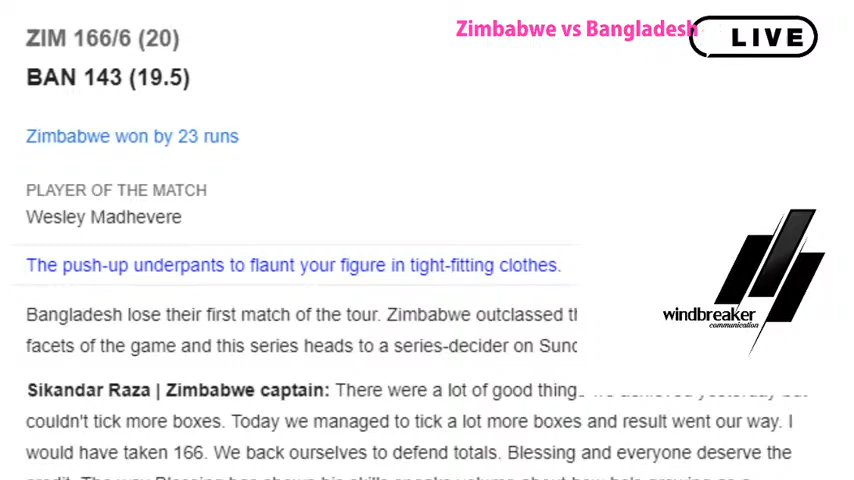 ZIM 166/6 (20)
Zimbabwe vs Bangladesh
LIVE
BAN 143 (19.5)
Zimbabwe won by 23 runs
PLAYER OF THE MATCH
Wesley Madhevere
The push-up underpants to flaunt your figure in tight-fitting clothes.
Bangladesh lose their first match of the tour. Zimbabwe outclassed
facets of the game and this series heads to a series-decider on
windbreaker
communication
Sikandar Raza | Zimbabwe captain: There were a lot of good things we achieved yesterday but
couldn't tick more boxes. Today we managed to tick a lot more boxes and result went our way. I
would have taken 166. We back ourselves to defend totals. Blessing and everyone deserve the